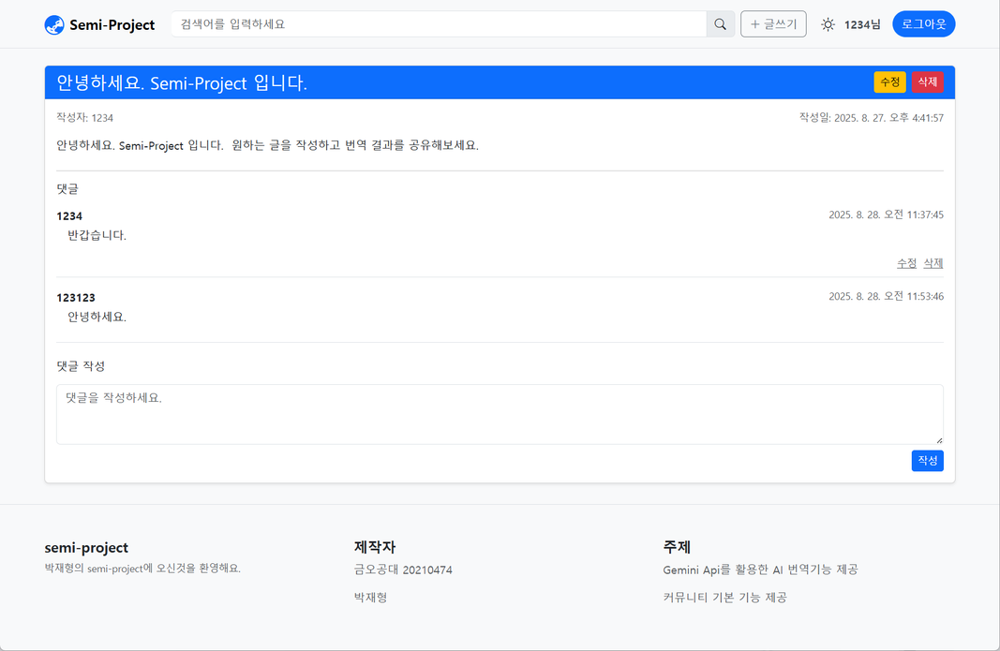 Semi-Project
검색어를 입력하세요
+ 글쓰기
1234님
로그아웃
안녕하세요. Semi-Project 입니다.
수정
삭제
작성자: 1234
작성일: 2025. 8. 27. 오후 4:41:57
안녕하세요. Semi-Project 입니다.  원하는 글을 작성하고 번역 결과를 공유해보세요.
댓글
1234
2025. 8. 28. 오전 11:37:45
반갑습니다.
수정 삭제
123123
2025. 8. 28. 오전 11:53:46
안녕하세요.
댓글 작성
댓글을 작성하세요.
작성
semi-project
박재형의 semi-project에 오신것을 환영해요.
제작자
금오공대 20210474
박재형
주제
Gemini Api를 활용한 AI 번역기능 제공
커뮤니티 기본 기능 제공